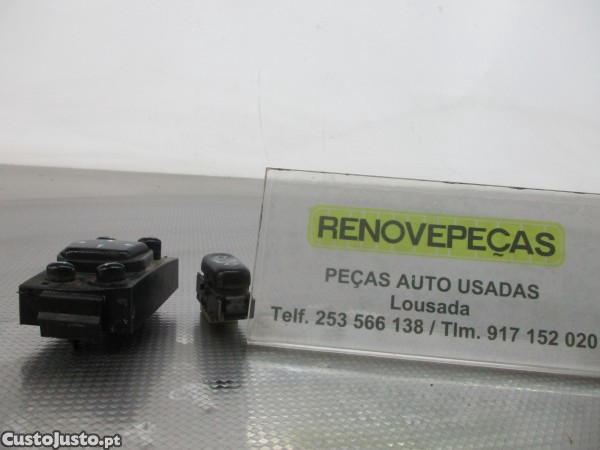 RENOVEPEÇAS
PEÇAS AUTO USADAS
Lousada
Telf. 253 566 138 / Tlm. 917 152 020
CustoJusto.pt